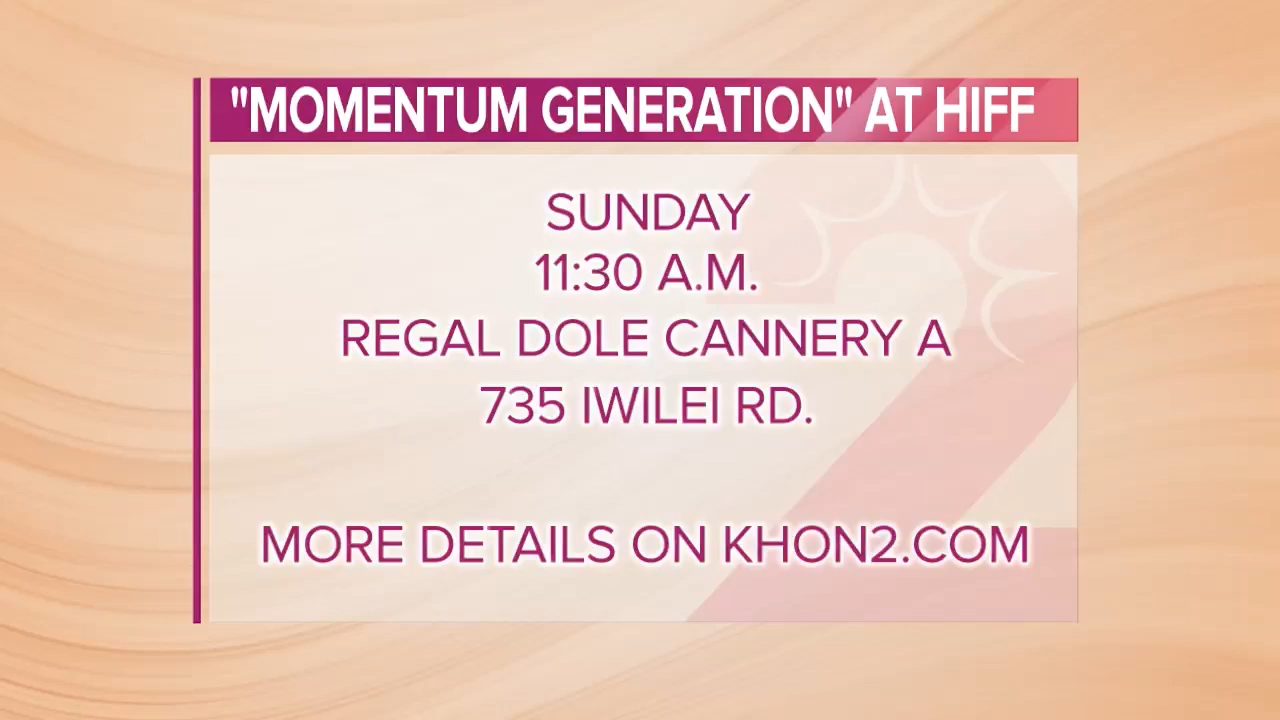 "MOMENTUM GENERATION" AT HIFF
SUNDAY
11:30 A.M.
REGAL DOLE CANNERY A
735 IWILEI RD.
MORE DETAILS ON KHON2.COM